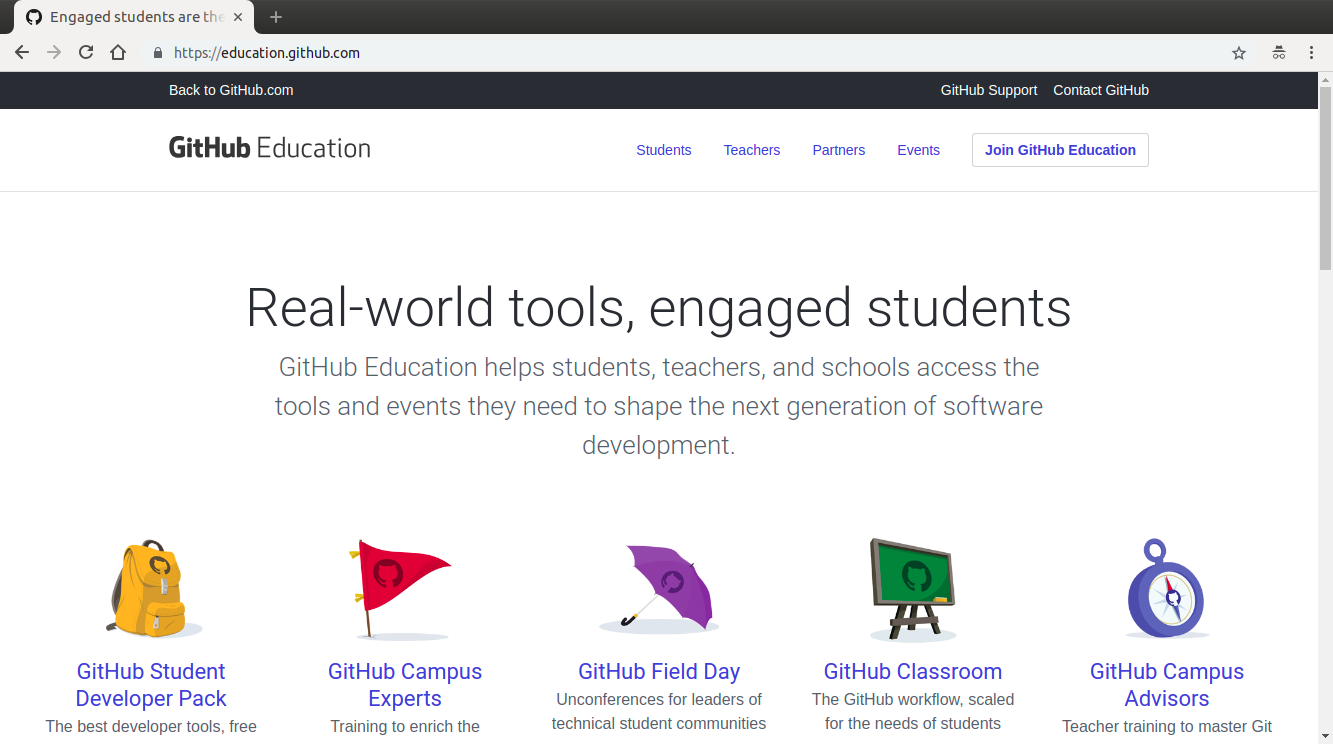 Engaged students are the
https://education.github.com
Back to GitHub.com
GitHub Support
Contact GitHub
GitHub Education
Students
Teachers
Partners
Events
Join GitHub Education
Real-world tools, engaged students
GitHub Education helps students, teachers, and schools access the
tools and events they need to shape the next generation of software
development.
GitHub Student
Developer Pack
The best developer tools, free
GitHub Campus
Experts
Training to enrich the
GitHub Field Day
Unconferences for leaders of
technical student communities
GitHub Classroom
The GitHub workflow, scaled
for the needs of students
GitHub Campus
Advisors
Teacher training to master Git